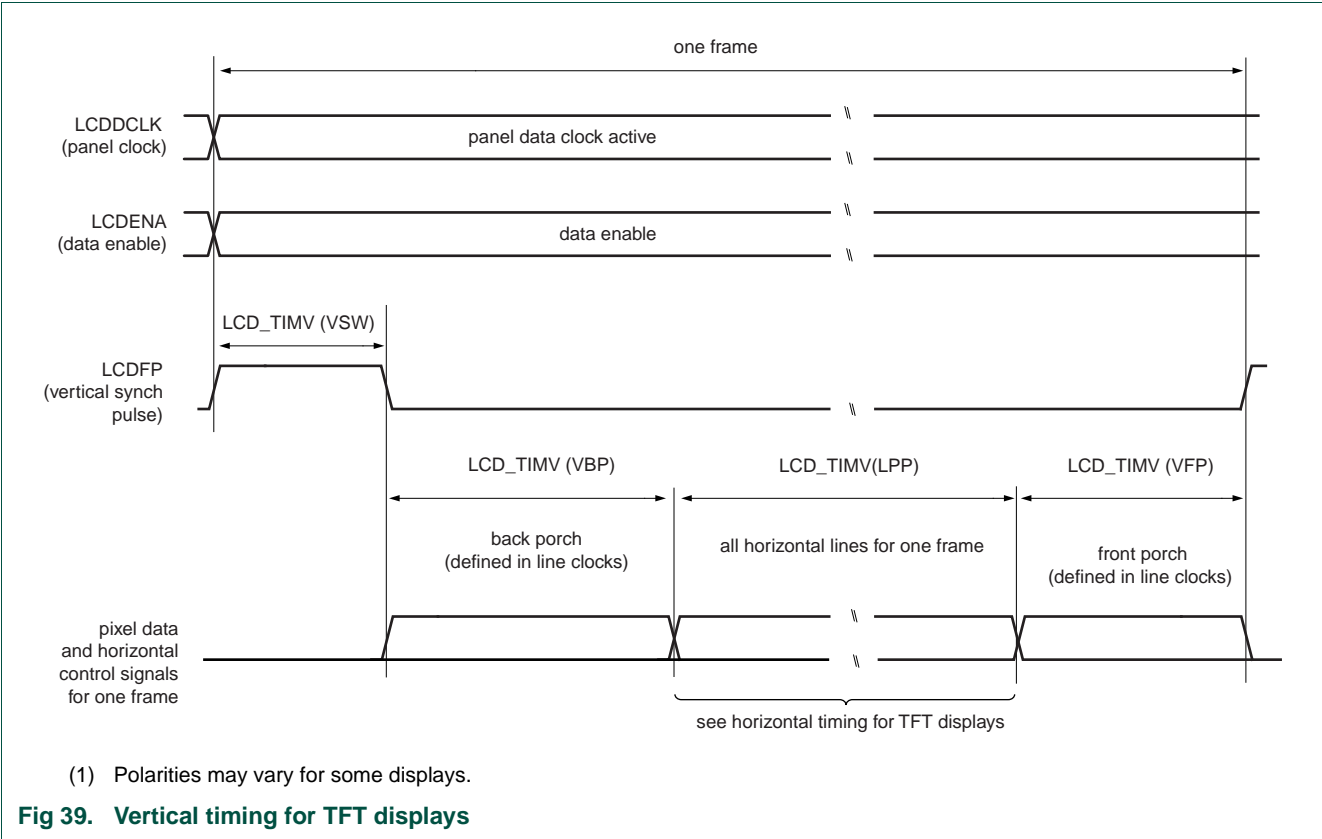 one frame
LCDDCLK
(panel clock)
panel data clock active
LCDENA
(data enable)
data enable
LCD_TIMV (VSW)
LCDFP
(vertical synch
pulse)
LCD_TIMV (VBP)
LCD_TIMV(LPP)
LCD_TIMV (VFP)
back porch
(defined in line clocks)
all horizontal lines for one frame
front porch
(defined in line clocks)
pixel data
and horizontal
control signals
for one frame
see horizontal timing for TFT displays
(1) Polarities may vary for some displays.
Fig 39. Vertical timing for TFT displays